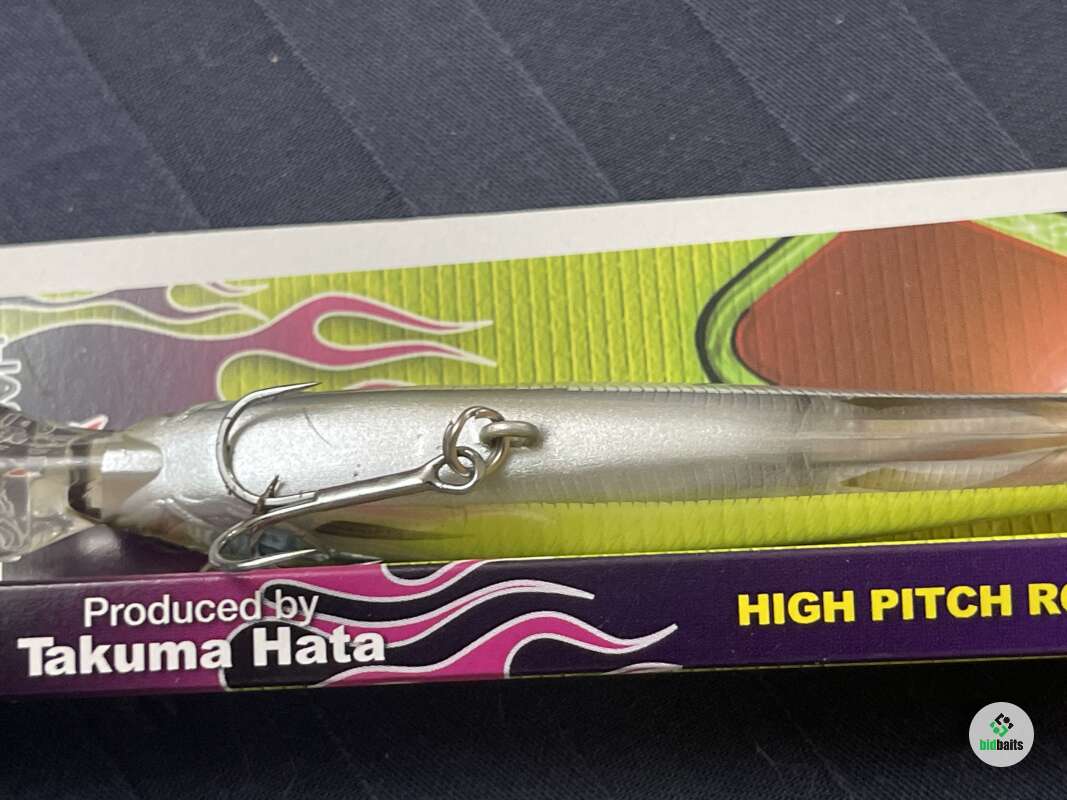 Produced by
Takuma Hata
HIGH PITCH RO
bidbaits